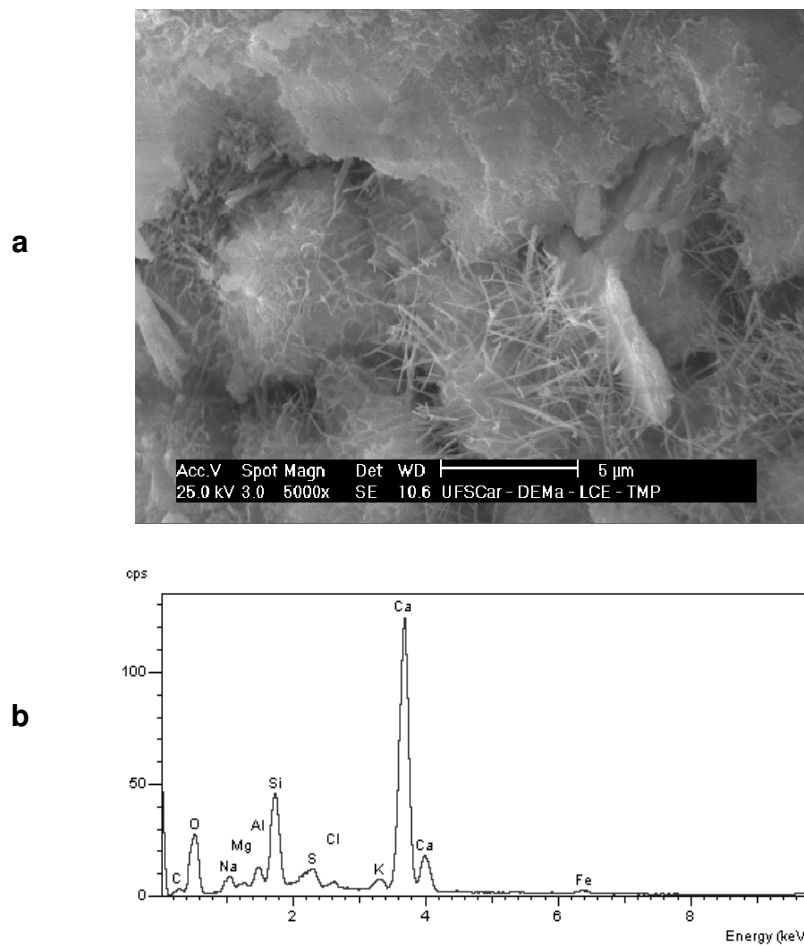 a
Acc.V Spot Magn Det WD 5 µm
25.0 kV 3.0 5000x SE 10.6 UFSCar - DEMa - LCE - TMP
b
cps
100
50
0
C
O
Na
Mg
Al
Si
S
Cl
K
Ca
Ca
Fe
2 4 6 8
Energy (keV